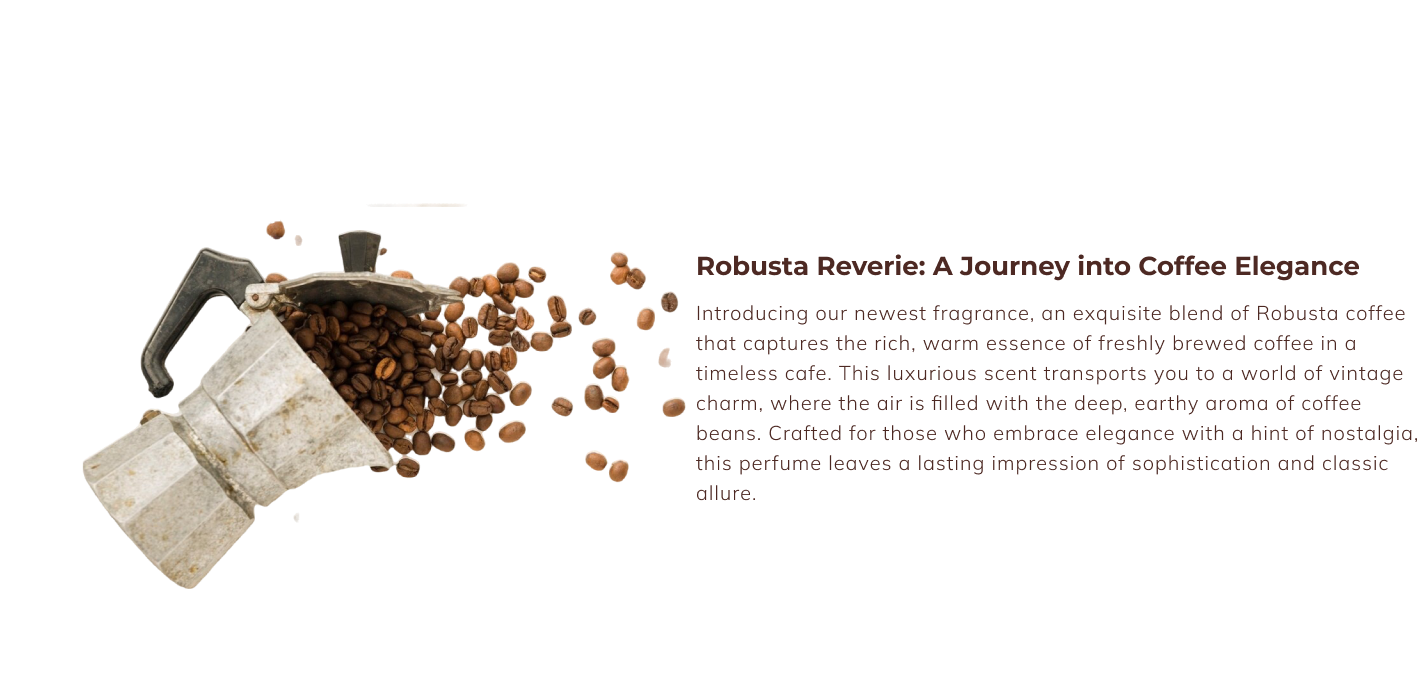 Robusta Reverie: A Journey into Coffee Elegance
Introducing our newest fragrance, an exquisite blend of Robusta coffee
that captures the rich, warm essence of freshly brewed coffee in a
timeless cafe. This luxurious scent transports you to a world of vintage
charm, where the air is filled with the deep, earthy aroma of coffee
beans. Crafted for those who embrace elegance with a hint of nostalgia,
this perfume leaves a lasting impression of sophistication and classic
allure.